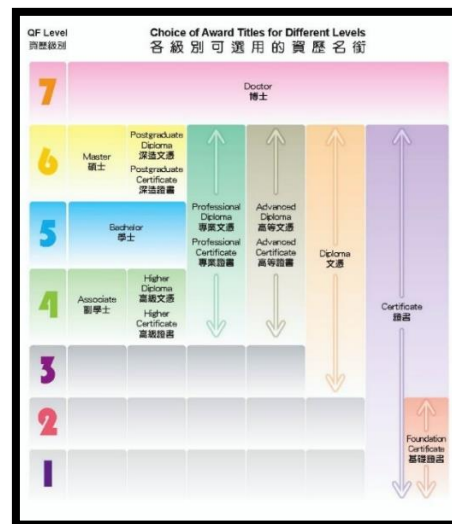 QF Level
資歷級別
Choice of Award Titles for Different Levels
各級別可選用的資歷名銜
7
Doctor
博士
6
Master
碩士
Postgraduate
Diploma
深造文憑
Postgraduate
Certificate
深造證書
5
Bachelor
學士
4
Associate
副學士
Higher
Diploma
高級文憑
Higher
Certificate
高級證書
Professional
Diploma
專業文憑
Professional
Certificate
專業證書
Advanced
Diploma
高等文憑
Advanced
Certificate
高等證書
Diploma
文憑
Certificate
證書
3
2
1
Foundation
Certificate
基礎證書